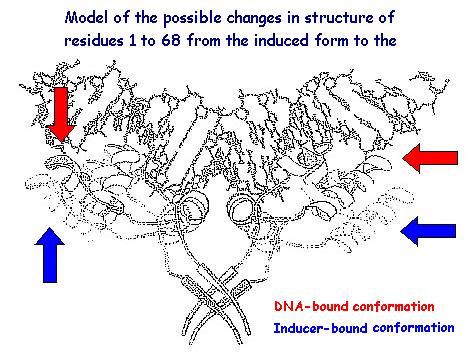 Model of the possible changes in structure of
residues 1 to 68 from the induced form to the
DNA-bound conformation
Inducer-bound conformation